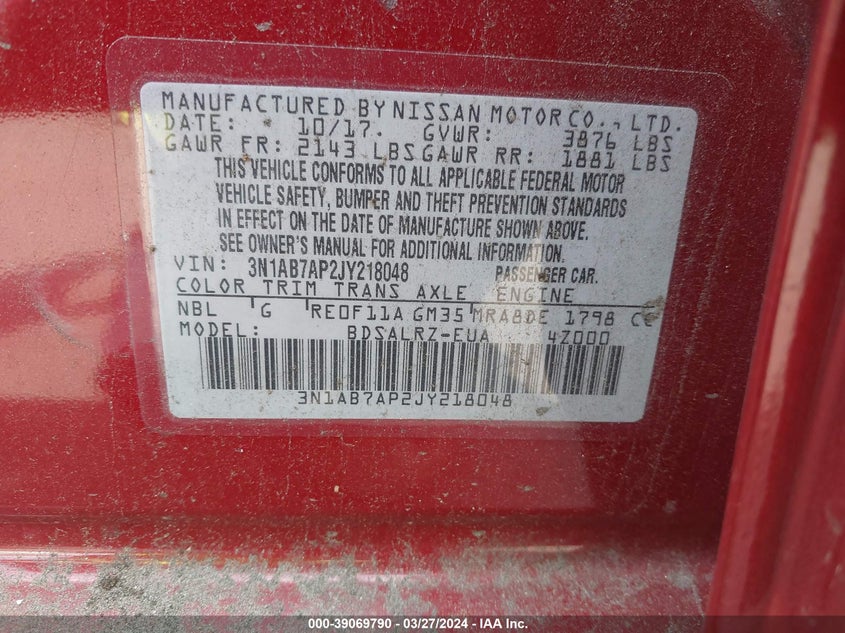 MANUFACTURED BY NISSAN MOTOR CO., LTD.
DATE: 10/17. GVWR: 3876 LBS
GAWR FR: 2143 LBS GAWR RR: 1881 LBS
THIS VEHICLE CONFORMS TO ALL APPLICABLE FEDERAL MOTOR
VEHICLE SAFETY, BUMPER AND THEFT PREVENTION STANDARDS
IN EFFECT ON THE DATE OF MANUFACTURE SHOWN ABOVE.
SEE OWNER'S MANUAL FOR ADDITIONAL INFORMATION.
VIN: 3N1AB7AP2JY218048 PASSENGER CAR.
COLOR TRIM TRANS AXLE ENGINE
NBL G RE0F11A GM35 MRA8DE 1798 CC
MODEL: BDSALRZ-EUA 4Z000
3N1AB7AP2JY218048
000-39069790 - 03/27/2024 - IAAI.com